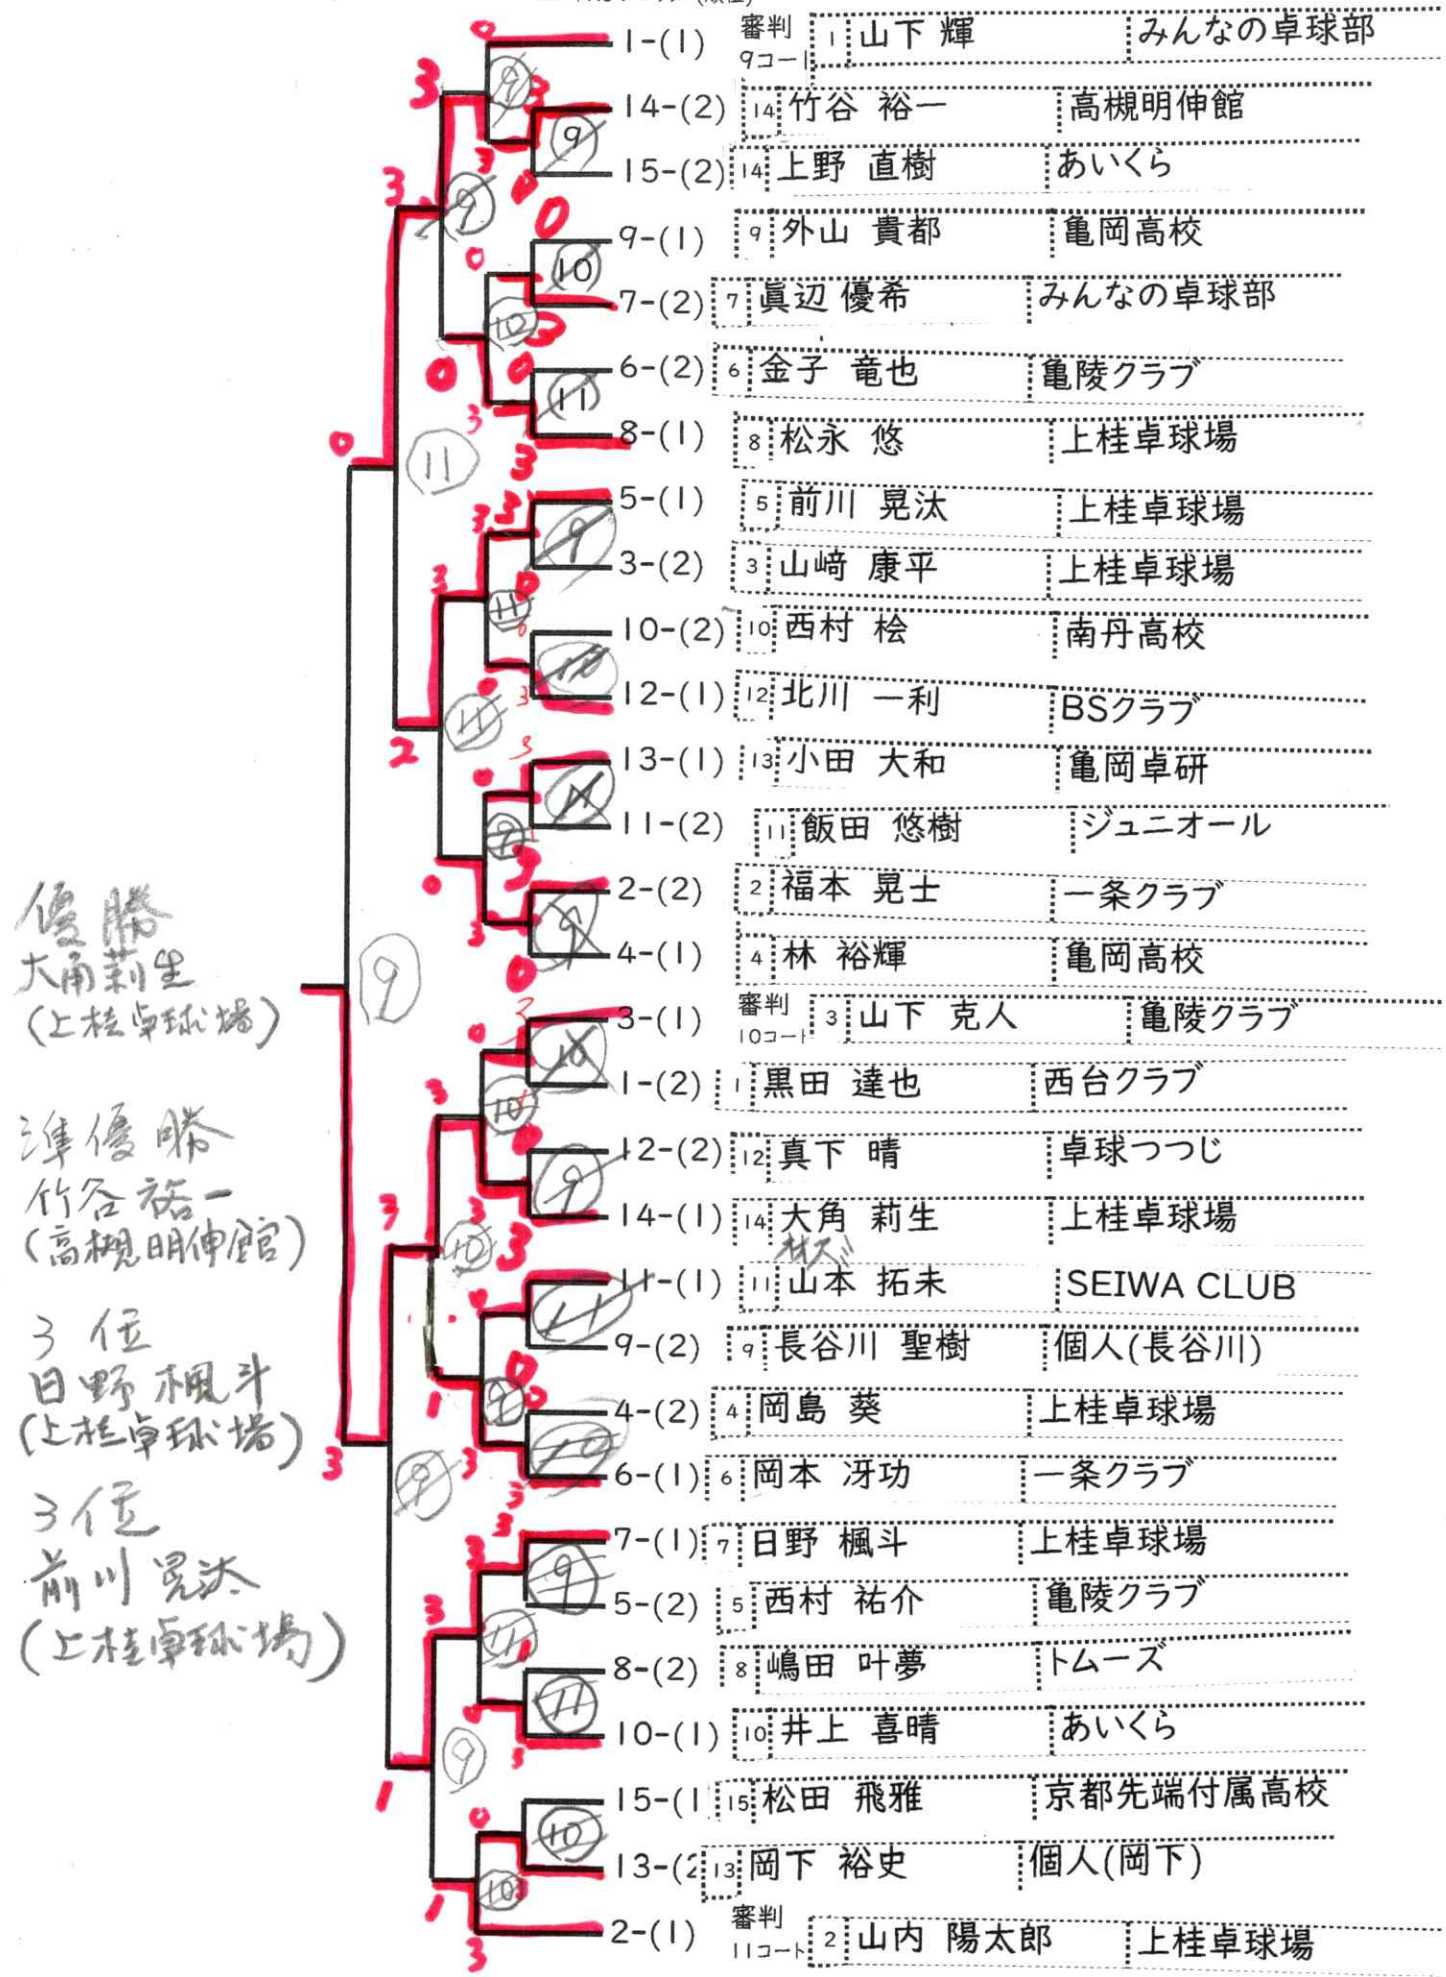 1-(1) 審判 9コート 1 山下 輝 みんなの卓球部
14-(2) 14 竹谷 裕一 高槻明伸館
15-(2) 14 上野 直樹 あいくら
9-(1) 9 外山 貴都 亀岡高校
7-(2) 7 眞辺 優希 みんなの卓球部
6-(2) 6 金子 竜也 亀陵クラブ
8-(1) 8 松永 悠 上桂卓球場
5-(1) 5 前川 晃汰 上桂卓球場
3-(2) 3 山﨑 康平 上桂卓球場
10-(2) 10 西村 桧 南丹高校
12-(1) 12 北川 一利 BSクラブ
13-(1) 13 小田 大和 亀岡卓研
11-(2) 11 飯田 悠樹 ジュニオール
2-(2) 2 福本 晃士 一条クラブ
4-(1) 4 林 裕輝 亀岡高校
3-(1) 審判 10コート 3 山下 克人 亀陵クラブ
1-(2) 1 黒田 達也 西台クラブ
12-(2) 12 真下 晴 卓球つつじ
14-(1) 14 大角 莉生 上桂卓球場
11-(1) 11 山本 拓未 SEIWA CLUB
9-(2) 9 長谷川 聖樹 個人(長谷川)
4-(2) 4 岡島 葵 上桂卓球場
6-(1) 6 岡本 冴功 一条クラブ
7-(1) 7 日野 楓斗 上桂卓球場
5-(2) 5 西村 祐介 亀陵クラブ
8-(2) 8 嶋田 叶夢 トムーズ
10-(1) 10 井上 喜晴 あいくら
15-(1 15 松田 飛雅 京都先端付属高校
13-(2 13 岡下 裕史 個人(岡下)
2-(1) 審判 11コート 2 山内 陽太郎 上桂卓球場
優勝
大角莉生
(上桂卓球場)
準優勝
竹谷裕一
(高槻明伸館)
3位
日野楓斗
(上桂卓球場)
3位
前川晃汰
(上桂卓球場)